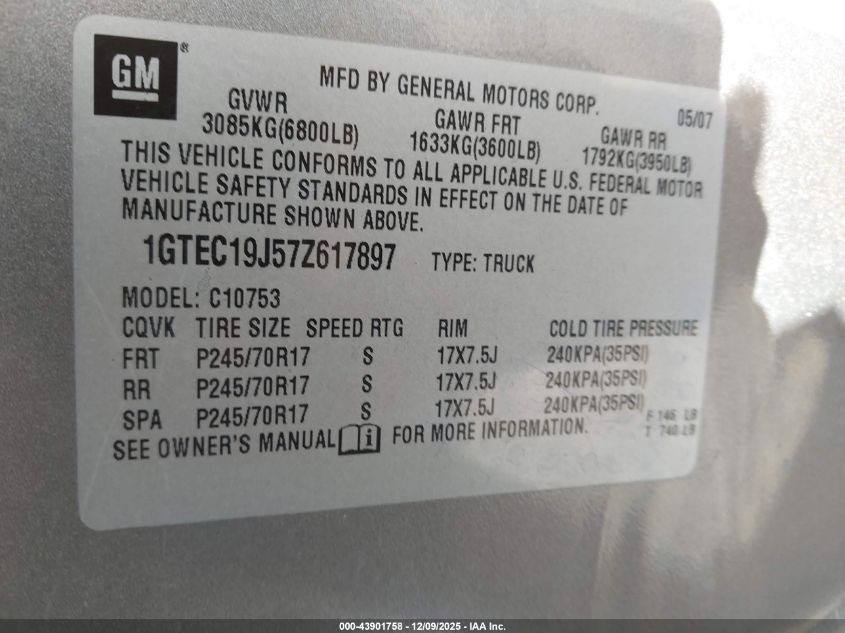 GM ®
MFD BY GENERAL MOTORS CORP.
05/07
GVWR GAWR FRT GAWR RR
3085KG(6800LB) 1633KG(3600LB) 1792KG(3950LB)
THIS VEHICLE CONFORMS TO ALL APPLICABLE U.S. FEDERAL MOTOR
VEHICLE SAFETY STANDARDS IN EFFECT ON THE DATE OF
MANUFACTURE SHOWN ABOVE.
1GTEC19J57Z617897 TYPE: TRUCK
MODEL: C10753
CQVK TIRE SIZE SPEED RTG RIM COLD TIRE PRESSURE
FRT P245/70R17 S 17X7.5J 240KPA(35PSI)
RR P245/70R17 S 17X7.5J 240KPA(35PSI)
SPA P245/70R17 S 17X7.5J 240KPA(35PSI)
F 146 LB
T 740 LB
SEE OWNER'S MANUAL i FOR MORE INFORMATION.
000-43901758 - 12/09/2025 - IAA Inc.